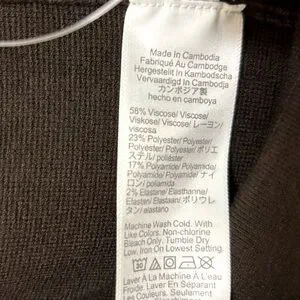 Made In Cambodia
Fabriqué Au Cambodge
Hergestellt In Kambodscha
Vervaardigd In Cambodja
カンボジア製
hecho en camboya
58% Viscose/ Viscose/
Viskose/ Viscose/ レーヨン/
viscosa
23% Polyester/ Polyester/
Polyester/ Polyester/ ポリエ
ステル/ poliéster
17% Polyamide/ Polyamide/
Polyamid/ Polyamide/ ナイ
ロン/ poliamida
2% Elastane/ Elasthanne/
Elastan/ Elastaan/ ポリウレ
タン/ elastano
Machine Wash Cold. With
Like Colors. Non-chlorine
Bleach Only. Tumble Dry
Low. Iron On Lowest Setting.
30
Laver À La Machine À L'eau
Froide. Laver En Séparant